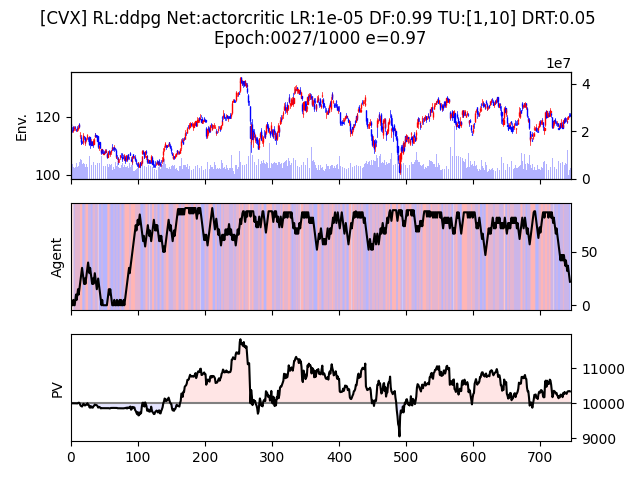 [CVX] RL:ddpg Net:actorcritic LR:1e-05 DF:0.99 TU:[1,10] DRT:0.05
Epoch:0027/1000 e=0.97
1e7
Env.
120
100
4
2
0
Agent
50
0
PV
11000
10000
9000
0 100 200 300 400 500 600 700